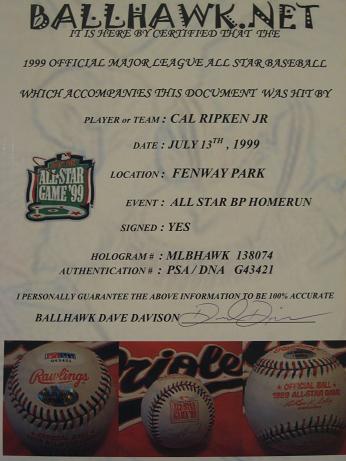 BALLHAWK.NET
IT IS HERE BY CERTIFIED THAT THE
1999 OFFICIAL MAJOR LEAGUE ALL STAR BASEBALL
WHICH ACCOMPANIES THIS DOCUMENT WAS HIT BY
PLAYER or TEAM : CAL RIPKEN JR
DATE : JULY 13TH , 1999
LOCATION : FENWAY PARK
ALL-STAR
GAME '99
EVENT : ALL STAR BP HOMERUN
SIGNED : YES
HOLOGRAM # : MLBHAWK 138074
AUTHENTICATION # : PSA / DNA G43421
I PERSONALLY GUARANTEE THE ABOVE INFORMATION TO BE 100% ACCURATE
BALLHAWK DAVE DAVISON
Orioles
G43421
Rawlings
OFFICIAL BALL
1999 ALL-STAR GAME